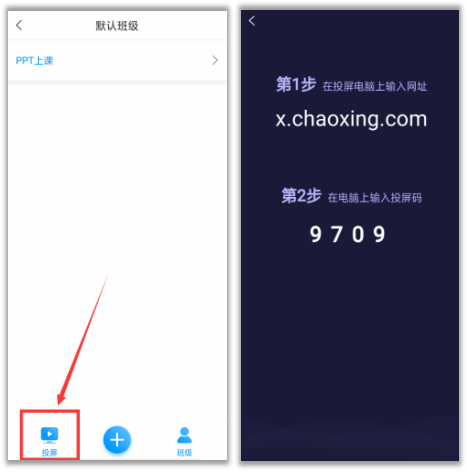 默认班级
PPT上课
投屏
班级
第1步 在投屏电脑上输入网址
x.chaoxing.com
第2步 在电脑上输入投屏码
9709